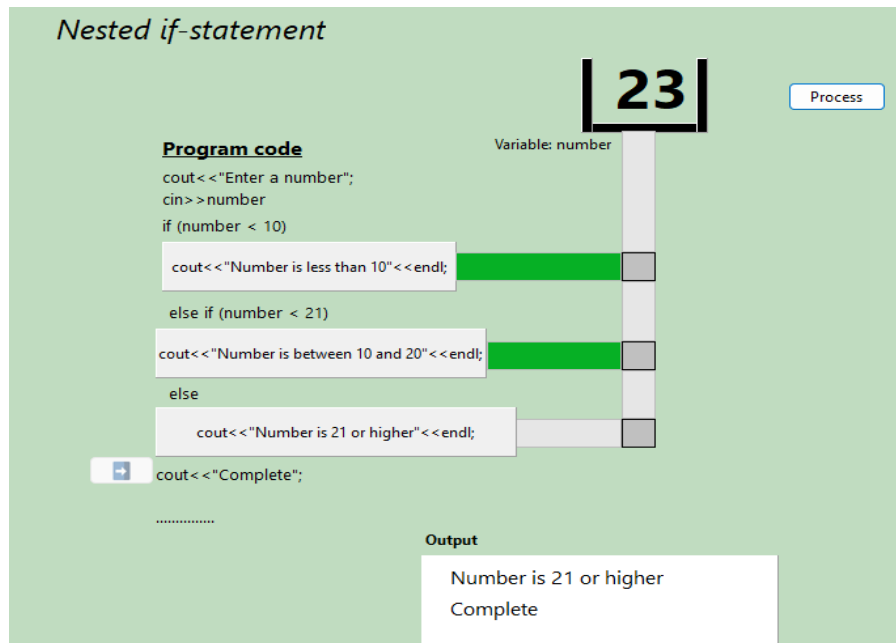 Nested if-statement
23
Process
Variable: number
Program code
cout<<"Enter a number";
cin>>number
if (number < 10)
cout<<"Number is less than 10"<<endl;
else if (number < 21)
cout<<"Number is between 10 and 20"<<endl;
else
cout<<"Number is 21 or higher"<<endl;
cout<<"Complete";
...............
Output
Number is 21 or higher
Complete